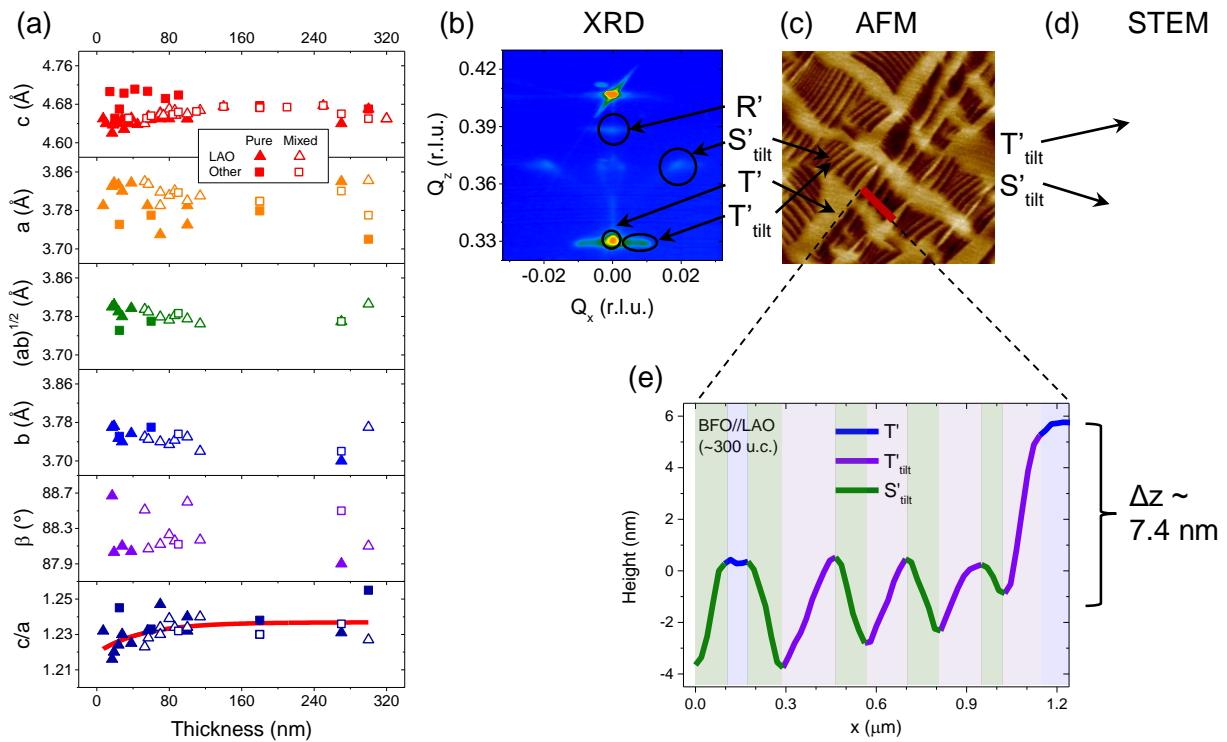 (a)
0 80 160 240 320
4.76
4.68
4.60
c (Å)
Pure Mixed
LAO
Other
3.86
3.78
3.70
a (Å)
3.86
3.78
3.70
(ab)1/2 (Å)
3.86
3.78
3.70
b (Å)
88.7
88.3
87.9
β (°)
1.25
1.23
1.21
c/a
0 80 160 240 320
Thickness (nm)
(b) XRD
0.42
0.39
0.36
0.33
Qz (r.l.u.)
-0.02 0.00 0.02
Qx (r.l.u.)
R'
S'tilt
T'
T'tilt
(c) AFM
(d) STEM
T'tilt
S'tilt
(e)
BFO//LAO
(~300 u.c.)
T'
T'tilt
S'tilt
6
4
2
0
-2
-4
Height (nm)
0.0 0.3 0.6 0.9 1.2
x (μm)
Δz ~
7.4 nm